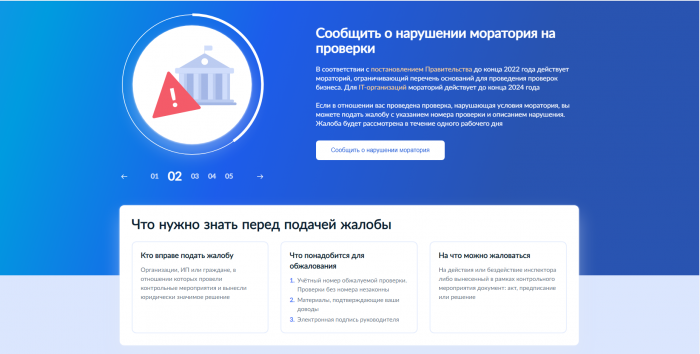 Сообщить о нарушении моратория на
проверки
В соответствии с постановлением Правительства до конца 2022 года действует
мораторий, ограничивающий перечень оснований для проведения проверок
бизнеса. Для IT-организаций мораторий действует до конца 2024 года
Если в отношении вас проведена проверка, нарушающая условия моратория, вы
можете подать жалобу с указанием номера проверки и описанием нарушения.
Жалоба будет рассмотрена в течение одного рабочего дня
Сообщить о нарушении моратория
← 01 02 03 04 05 →
Что нужно знать перед подачей жалобы
Кто вправе подать жалобу
Организации, ИП или граждане, в
отношении которых провели
контрольные мероприятия и вынесли
юридически значимое решение
Что понадобится для
обжалования
1. Учётный номер обжалуемой проверки.
Проверки без номера незаконны
2. Материалы, подтверждающие ваши
доводы
3. Электронная подпись руководителя
На что можно жаловаться
На действия или бездействие инспектора
либо вынесенный в рамках контрольного
мероприятия документ: акт, предписание
или решение